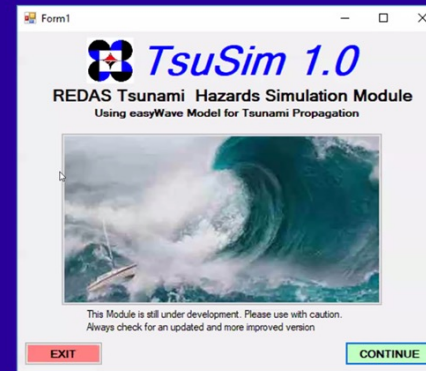 Form1
TsuSim 1.0
REDAS Tsunami Hazards Simulation Module
Using easyWave Model for Tsunami Propagation
This Module is still under development. Please use with caution.
Always check for an updated and more improved version
EXIT
CONTINUE